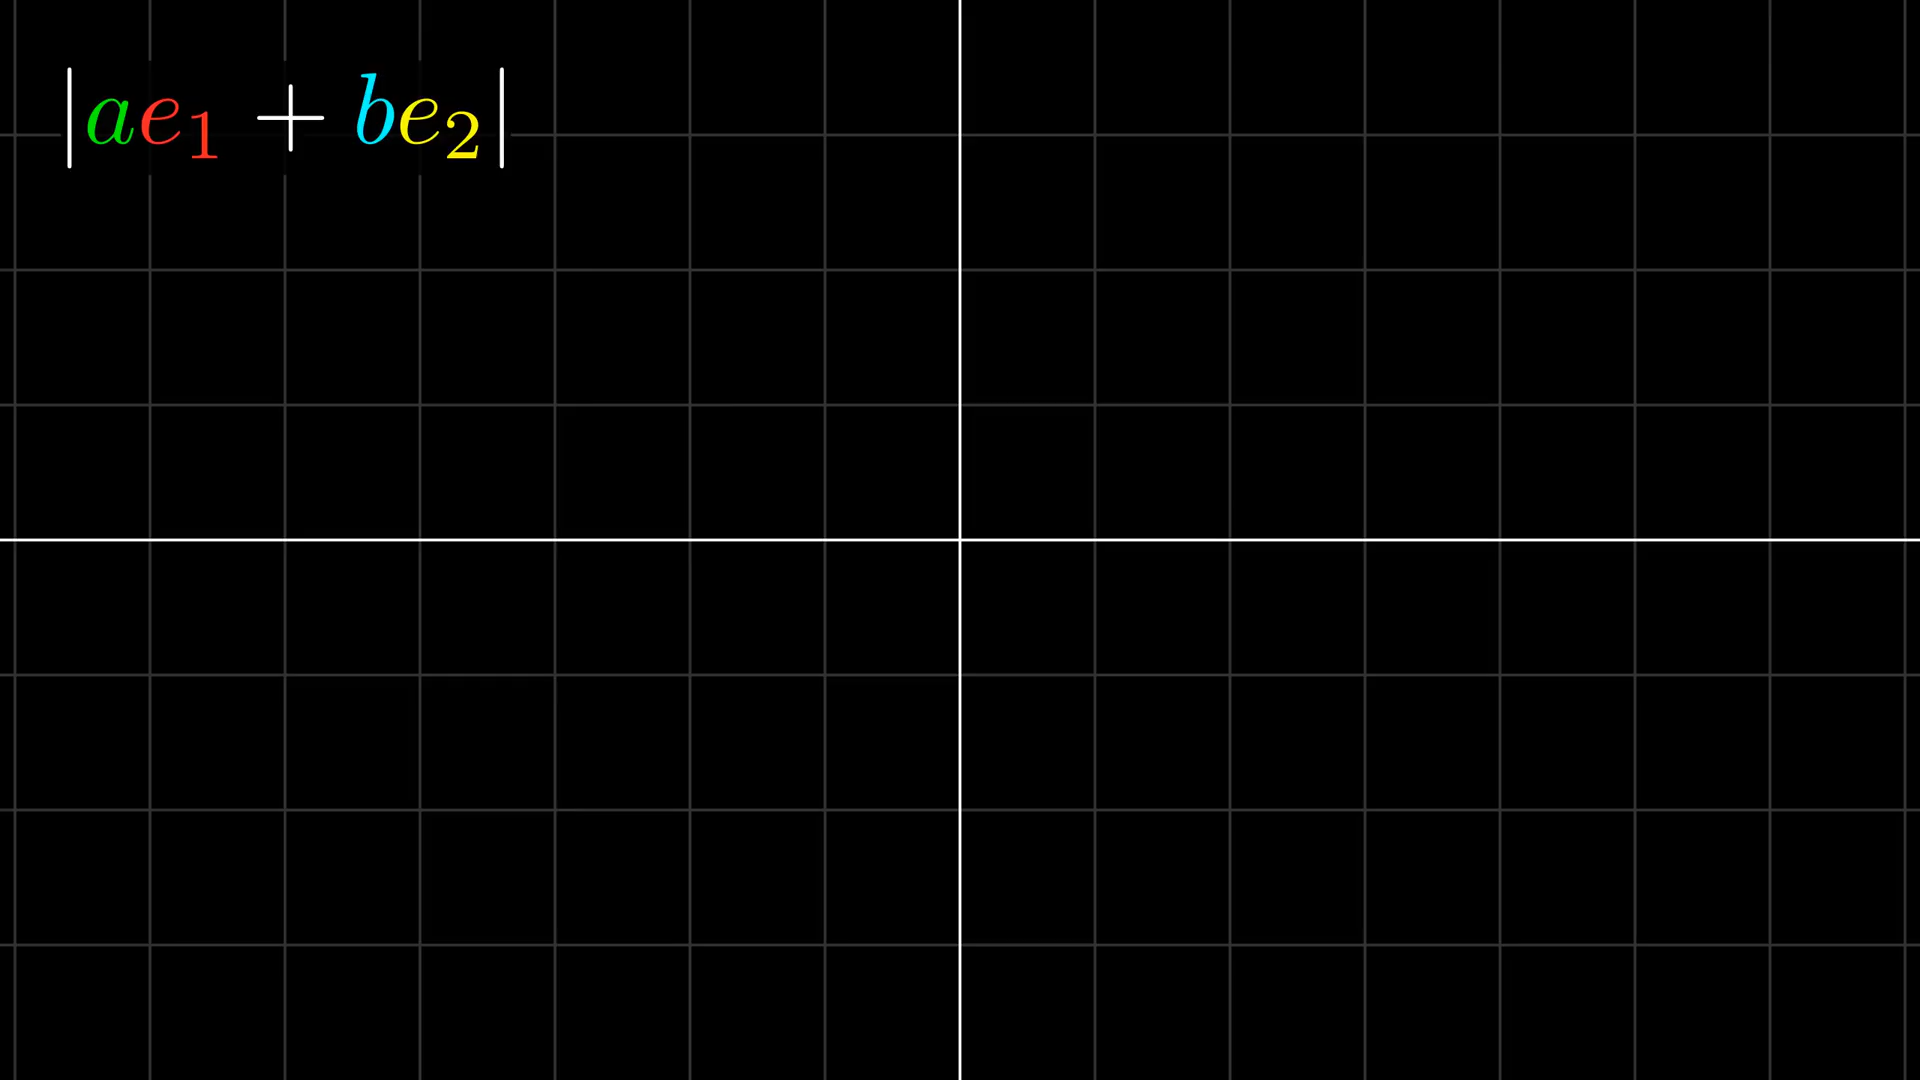 |ae₁ + be₂|